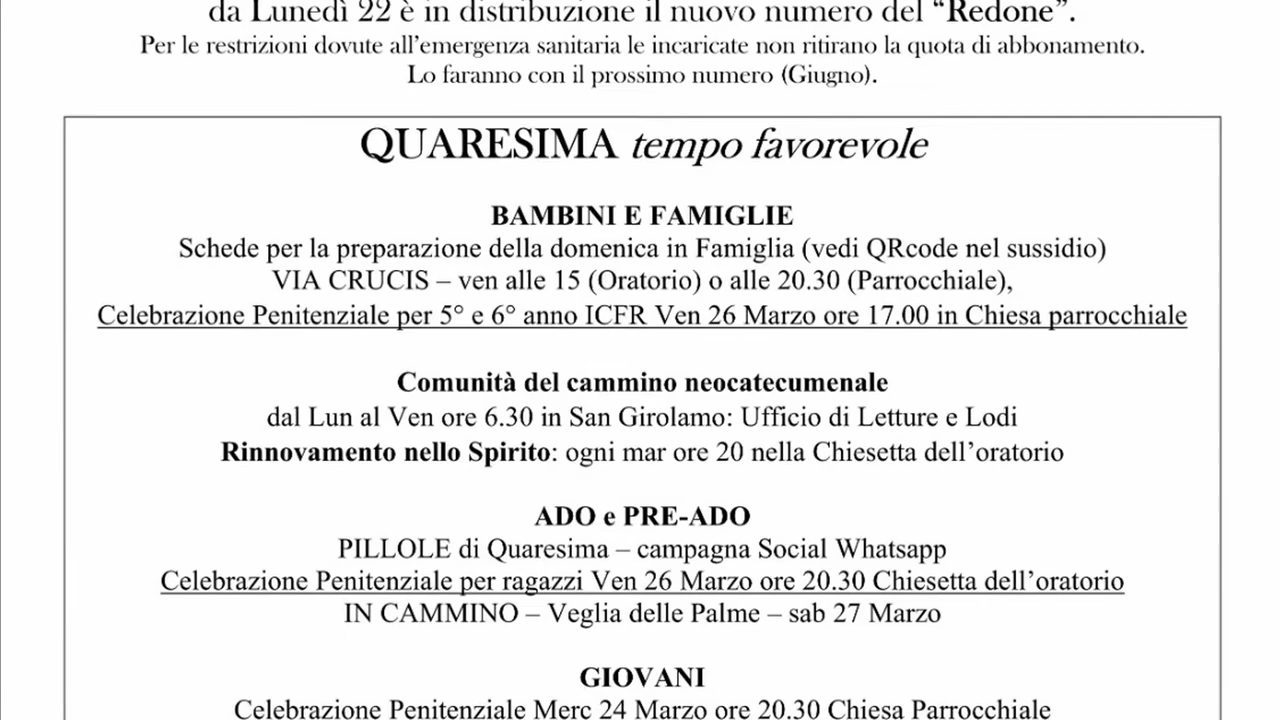 da Lunedì 22 è in distribuzione il nuovo numero del “Redone”.
Per le restrizioni dovute all’emergenza sanitaria le incaricate non ritirano la quota di abbonamento.
Lo faranno con il prossimo numero (Giugno).
QUARESIMA tempo favorevole
BAMBINI E FAMIGLIE
Schede per la preparazione della domenica in Famiglia (vedi QRcode nel sussidio)
VIA CRUCIS – ven alle 15 (Oratorio) o alle 20.30 (Parrocchiale),
Celebrazione Penitenziale per 5° e 6° anno ICFR Ven 26 Marzo ore 17.00 in Chiesa parrocchiale
Comunità del cammino neocatecumenale
dal Lun al Ven ore 6.30 in San Girolamo: Ufficio di Letture e Lodi
Rinnovamento nello Spirito: ogni mar ore 20 nella Chiesetta dell’oratorio
ADO e PRE-ADO
PILLOLE di Quaresima – campagna Social Whatsapp
Celebrazione Penitenziale per ragazzi Ven 26 Marzo ore 20.30 Chiesetta dell’oratorio
IN CAMMINO – Veglia delle Palme – sab 27 Marzo
GIOVANI
Celebrazione Penitenziale Merc 24 Marzo ore 20.30 Chiesa Parrocchiale